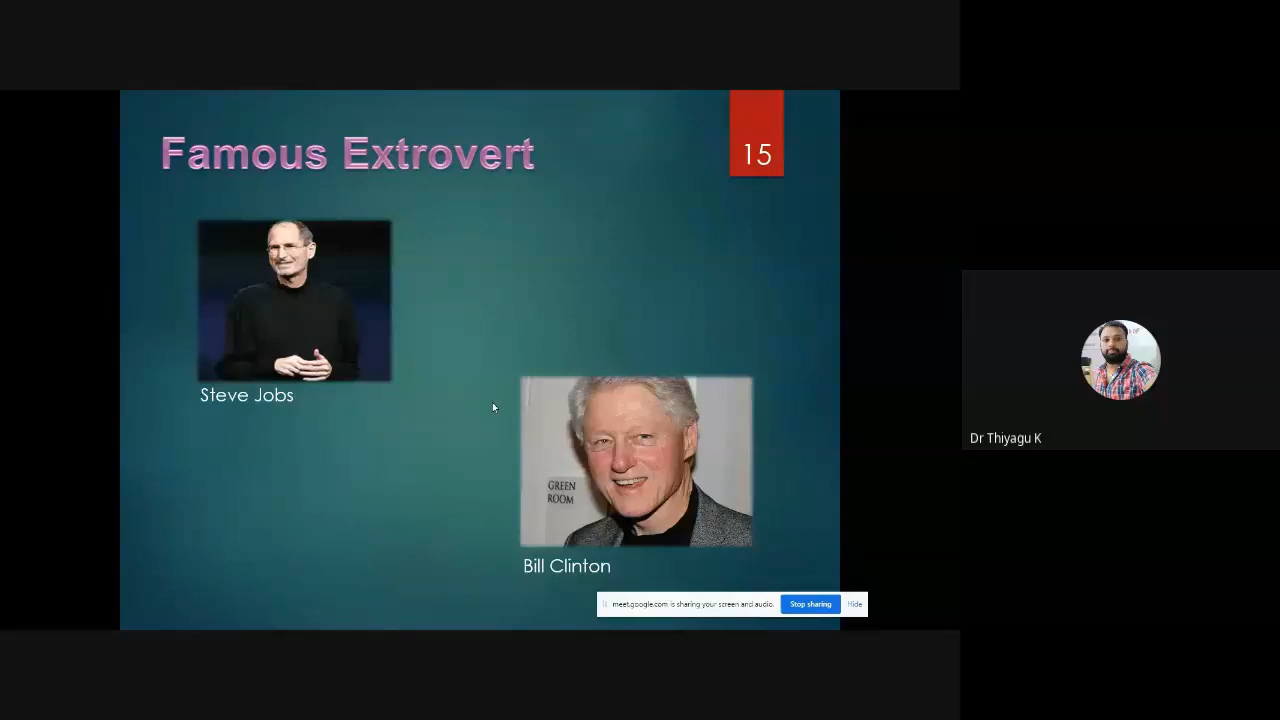 Famous Extrovert
15
Steve Jobs
GREEN
ROOM
Bill Clinton
meet.google.com is sharing your screen and audio.
Stop sharing
Hide
Dr Thiyagu K